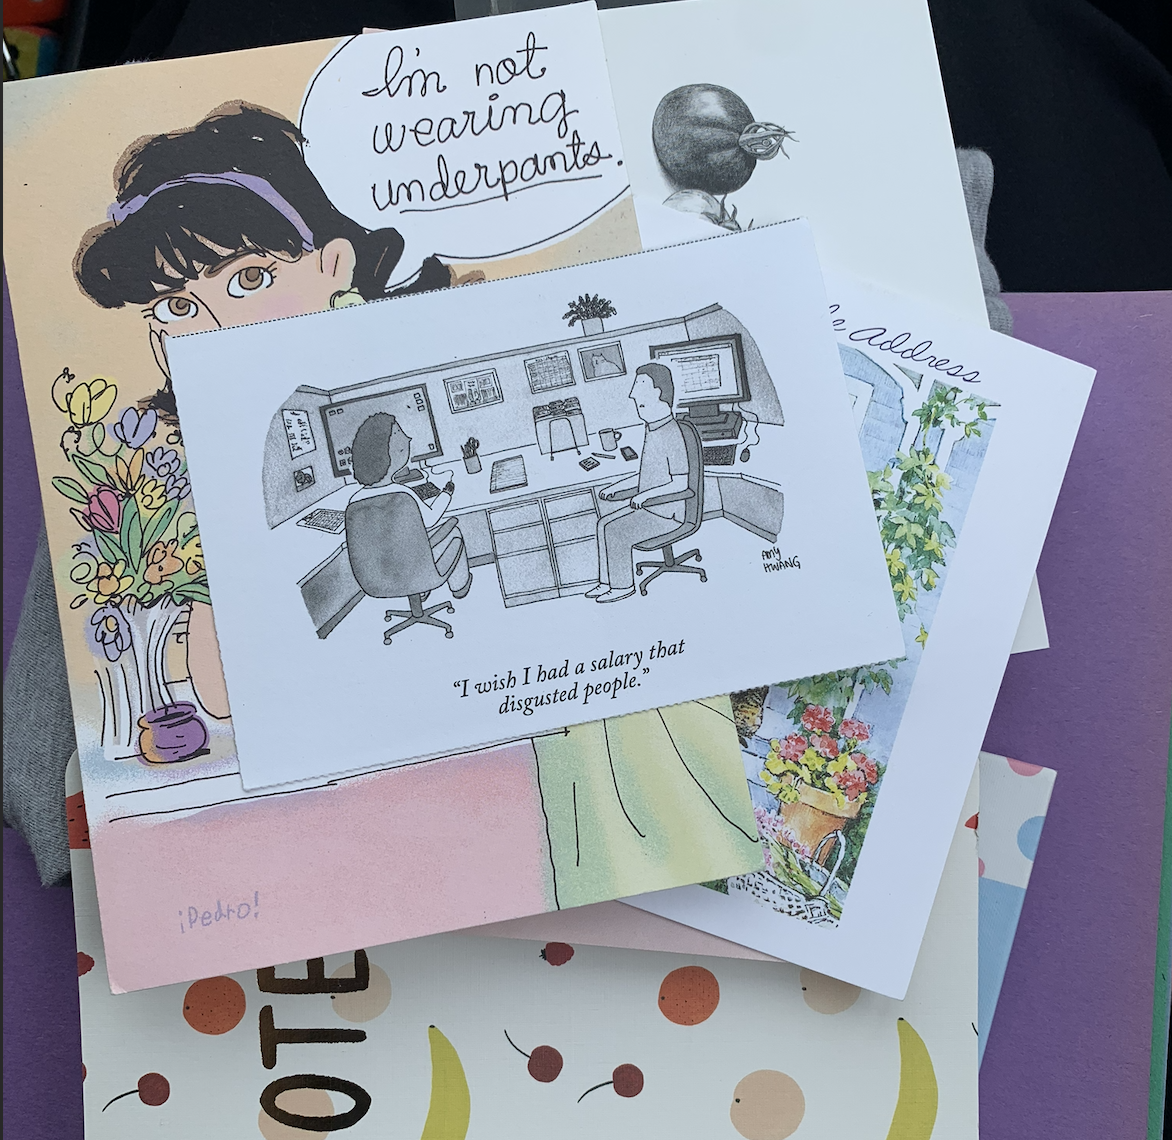 I'm not
wearing
underpants.
address
AMY
HWANG
"I wish I had a salary that
disgusted people."
¡Pedro!
OTE